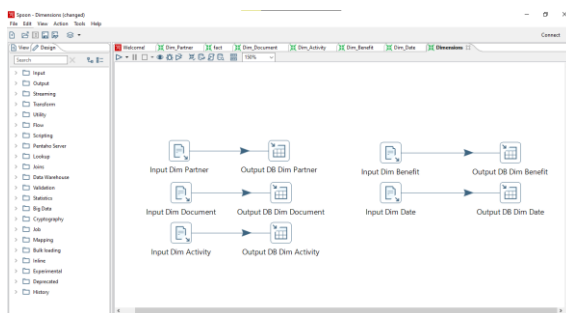 Spoon - Dimensions (changed)
File Edit View Action Tools Help
Connect
View Design
Welcome! Dim_Partner fact Dim_Document Dim_Activity Dim_Benefit Dim_Date Dimensions
Search
Input
Output
Streaming
Transform
Utility
Flow
Scripting
Pentaho Server
Lookup
Joins
Data Warehouse
Validation
Statistics
Big Data
Cryptography
Job
Mapping
Bulk loading
Inline
Experimental
Deprecated
History
Input Dim Partner Output DB Dim Partner Input Dim Benefit Output DB Dim Benefit
Input Dim Document Output DB Dim Document Input Dim Date Output DB Dim Date
Input Dim Activity Output DB Dim Activity